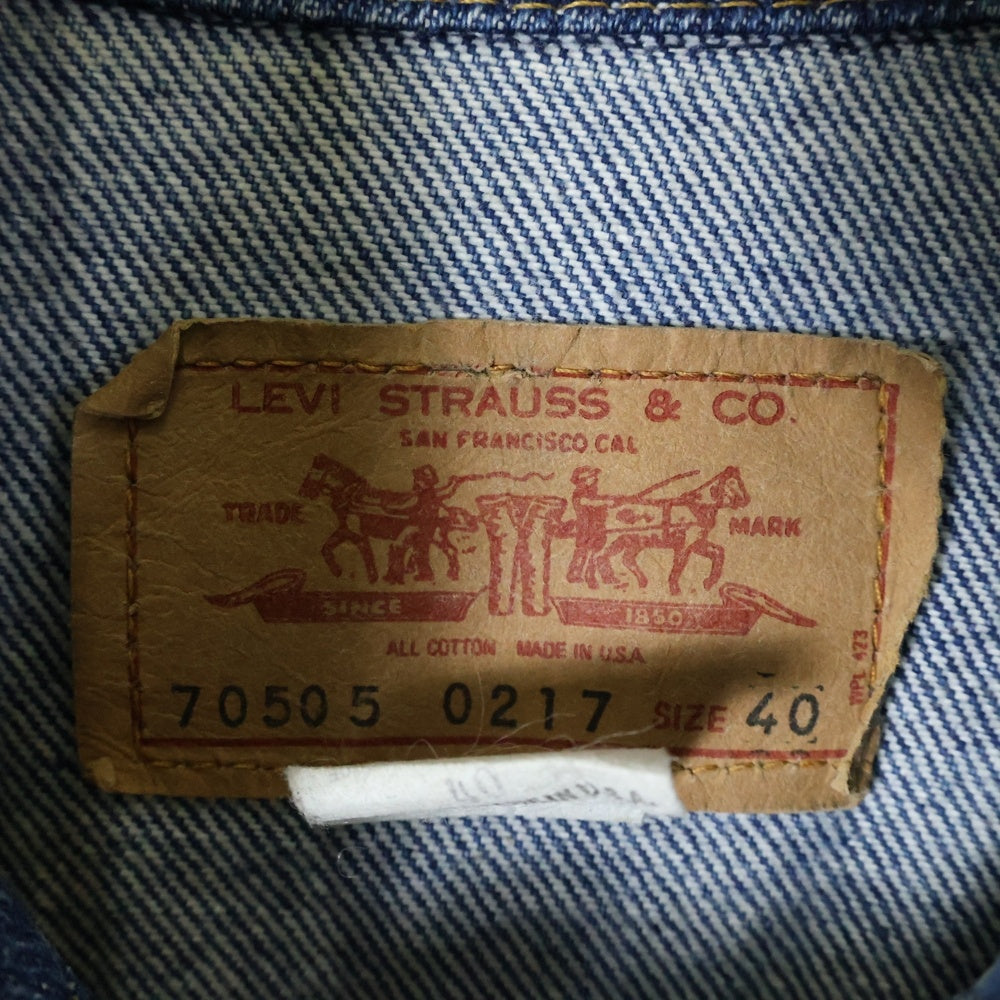 LEVI STRAUSS & CO.
SAN FRANCISCO CAL
TRADE MARK
SINCE 1850
ALL COTTON MADE IN U.S.A.
WPL 423
70505 0217 SIZE 40
40